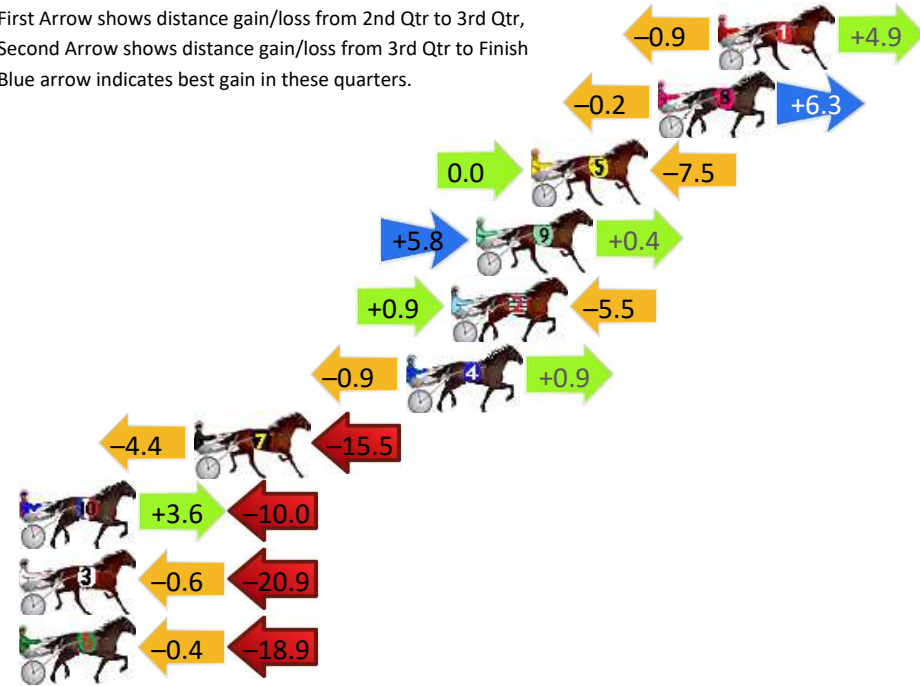 First Arrow shows distance gain/loss from 2nd Qtr to 3rd Qtr,
Second Arrow shows distance gain/loss from 3rd Qtr to Finish
Blue arrow indicates best gain in these quarters.
–0.9 1 +4.9
–0.2 8 +6.3
0.0 5 –7.5
+5.8 9 +0.4
+0.9 2 –5.5
–0.9 4 +0.9
–4.4 7 –15.5
10 +3.6 –10.0
3 –0.6 –20.9
6 –0.4 –18.9